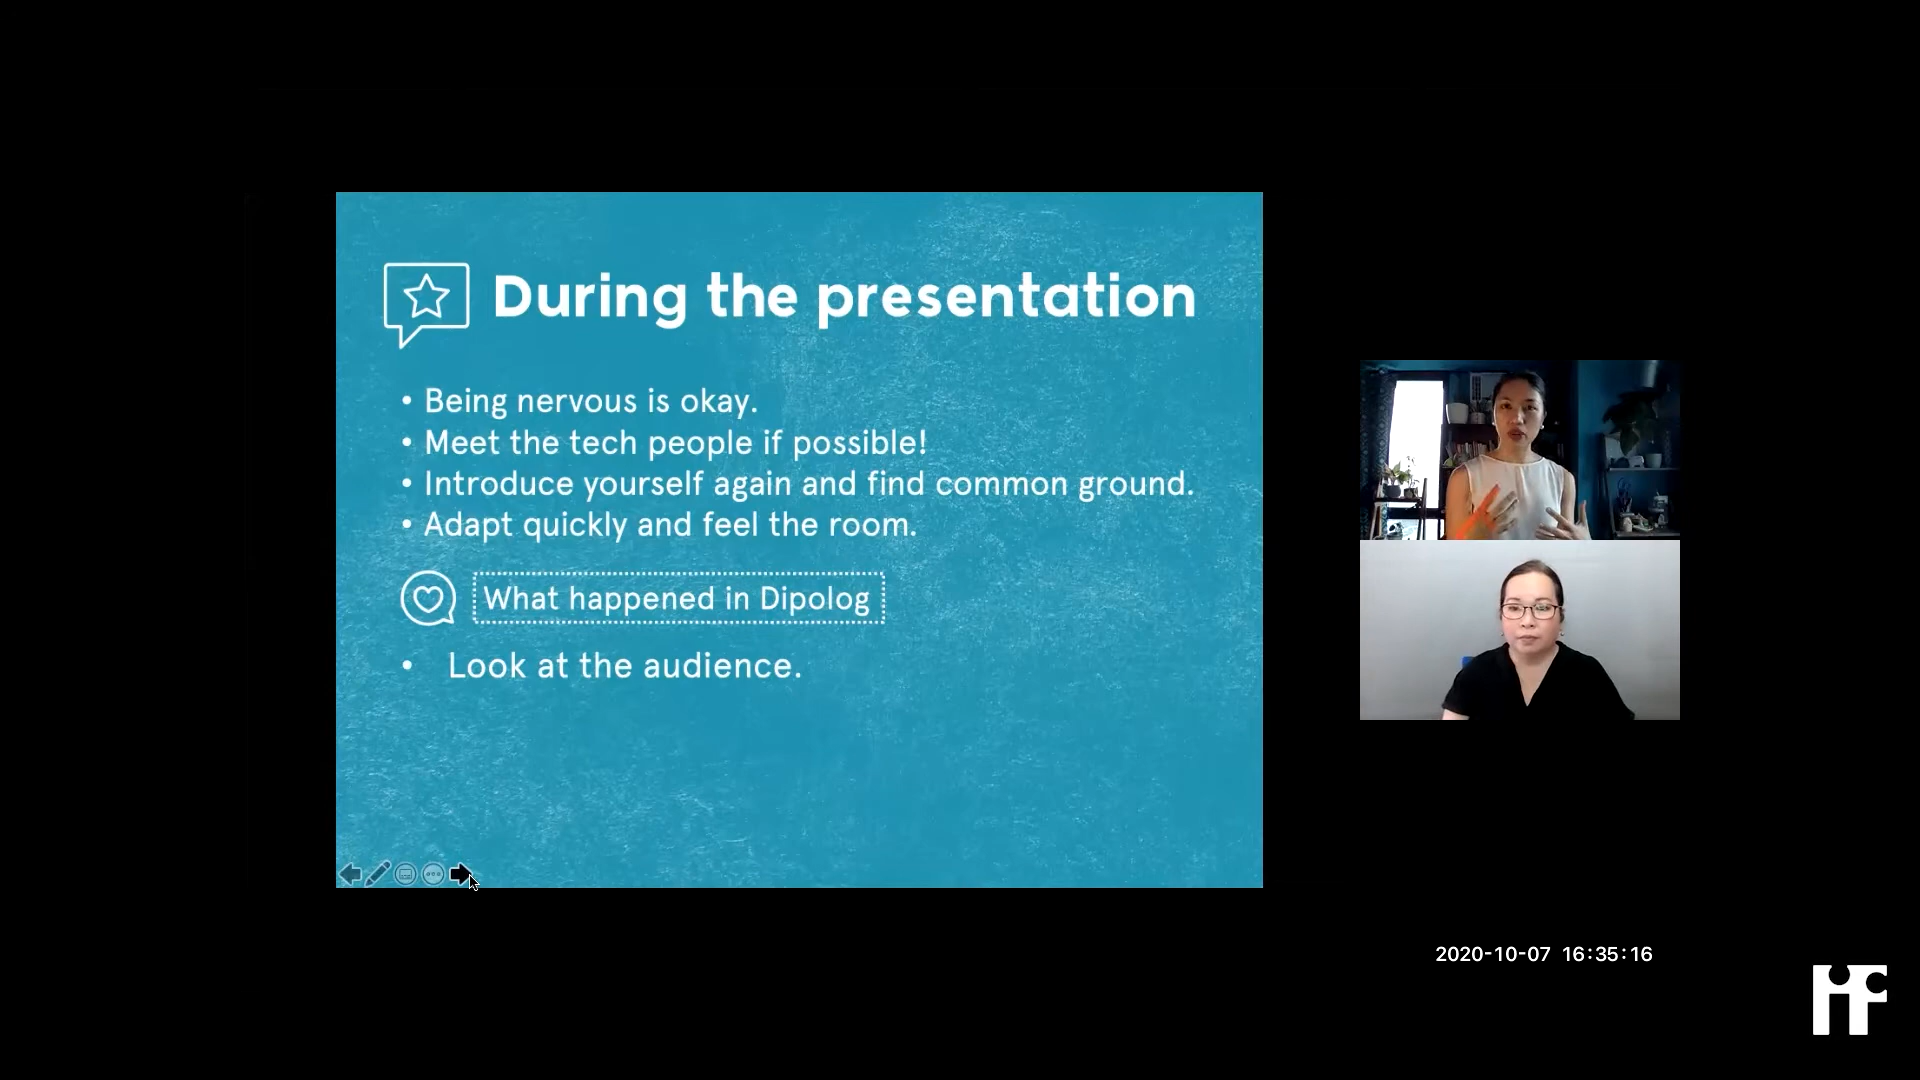 During the presentation
• Being nervous is okay.
• Meet the tech people if possible!
• Introduce yourself again and find common ground.
• Adapt quickly and feel the room.
What happened in Dipolog
• Look at the audience.
2020-10-07 16:35:16